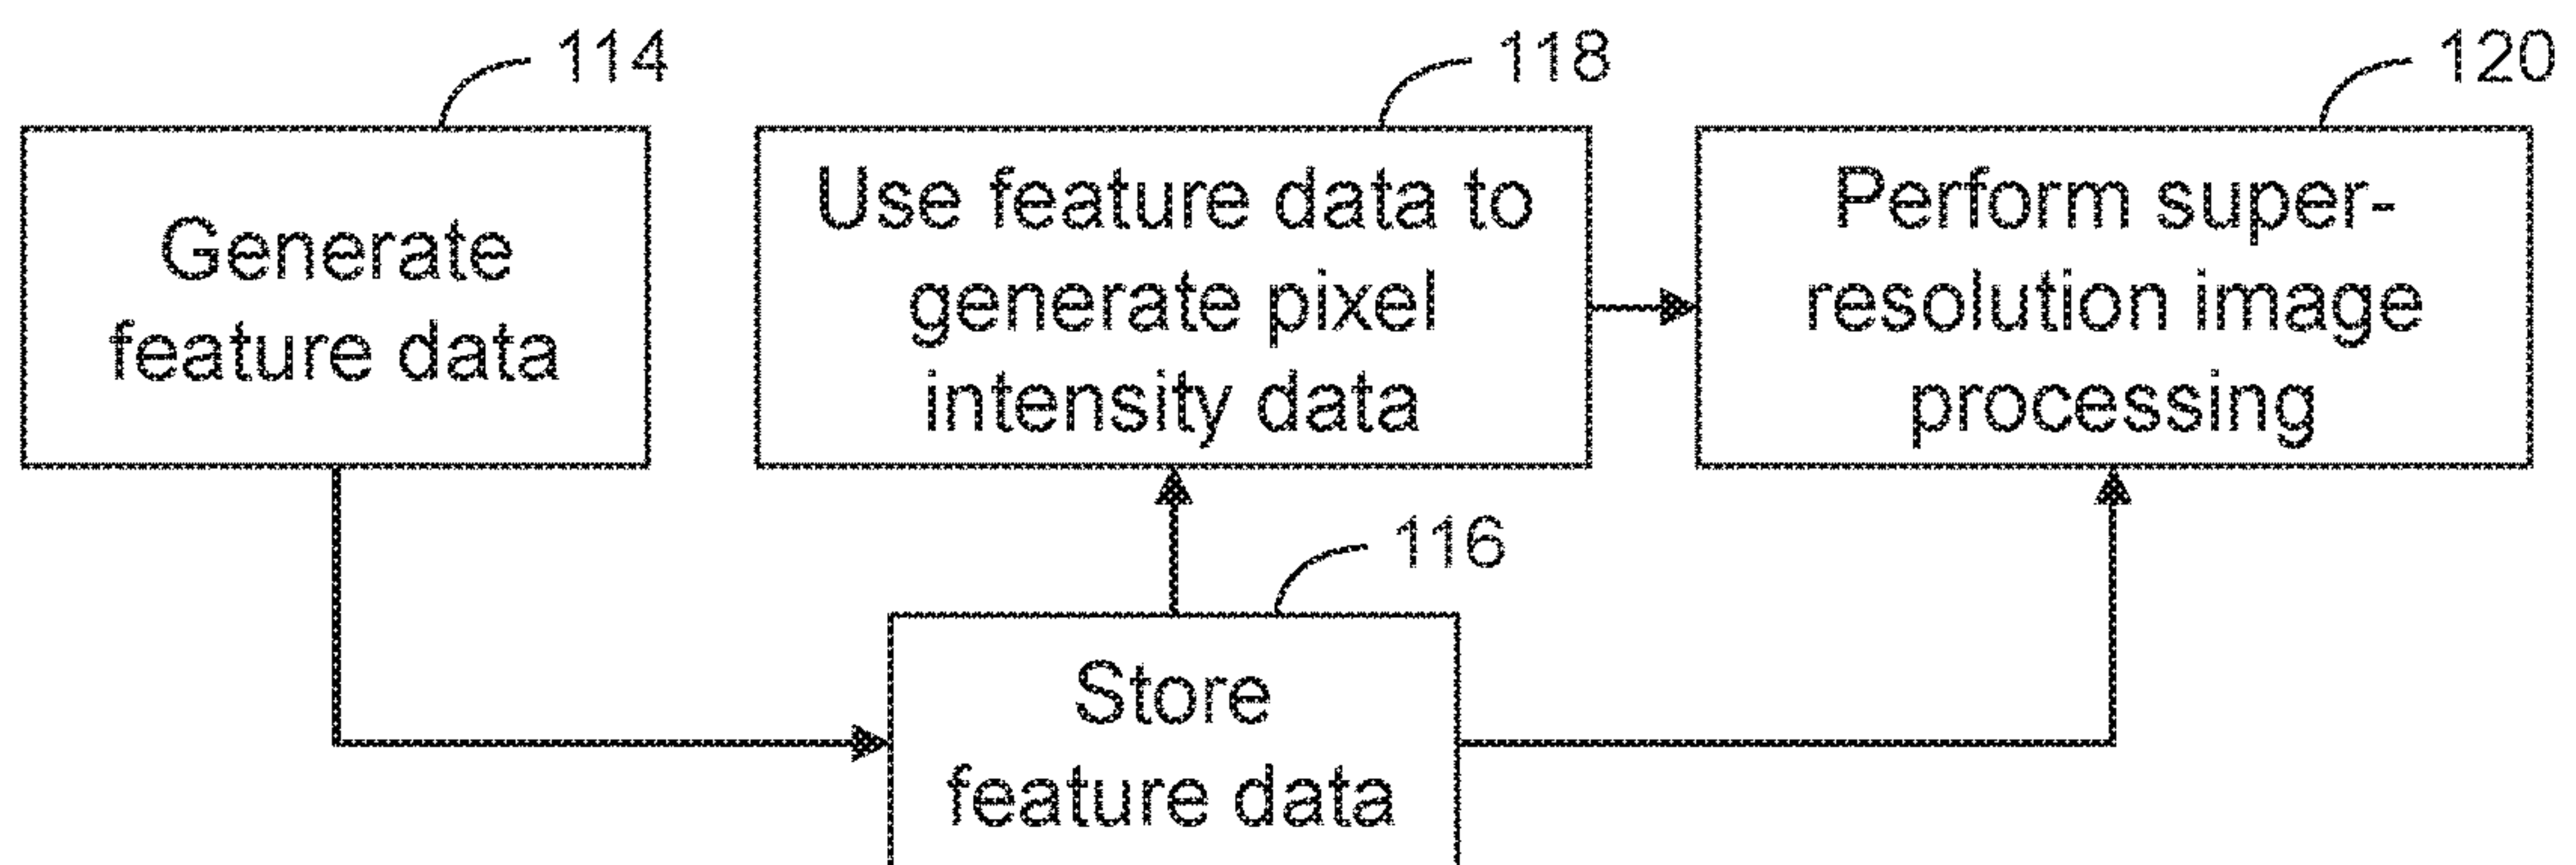 114
118
120
Generate
feature data
Use feature data to
generate pixel
intensity data
Perform super-
resolution image
processing
116
Store
feature data